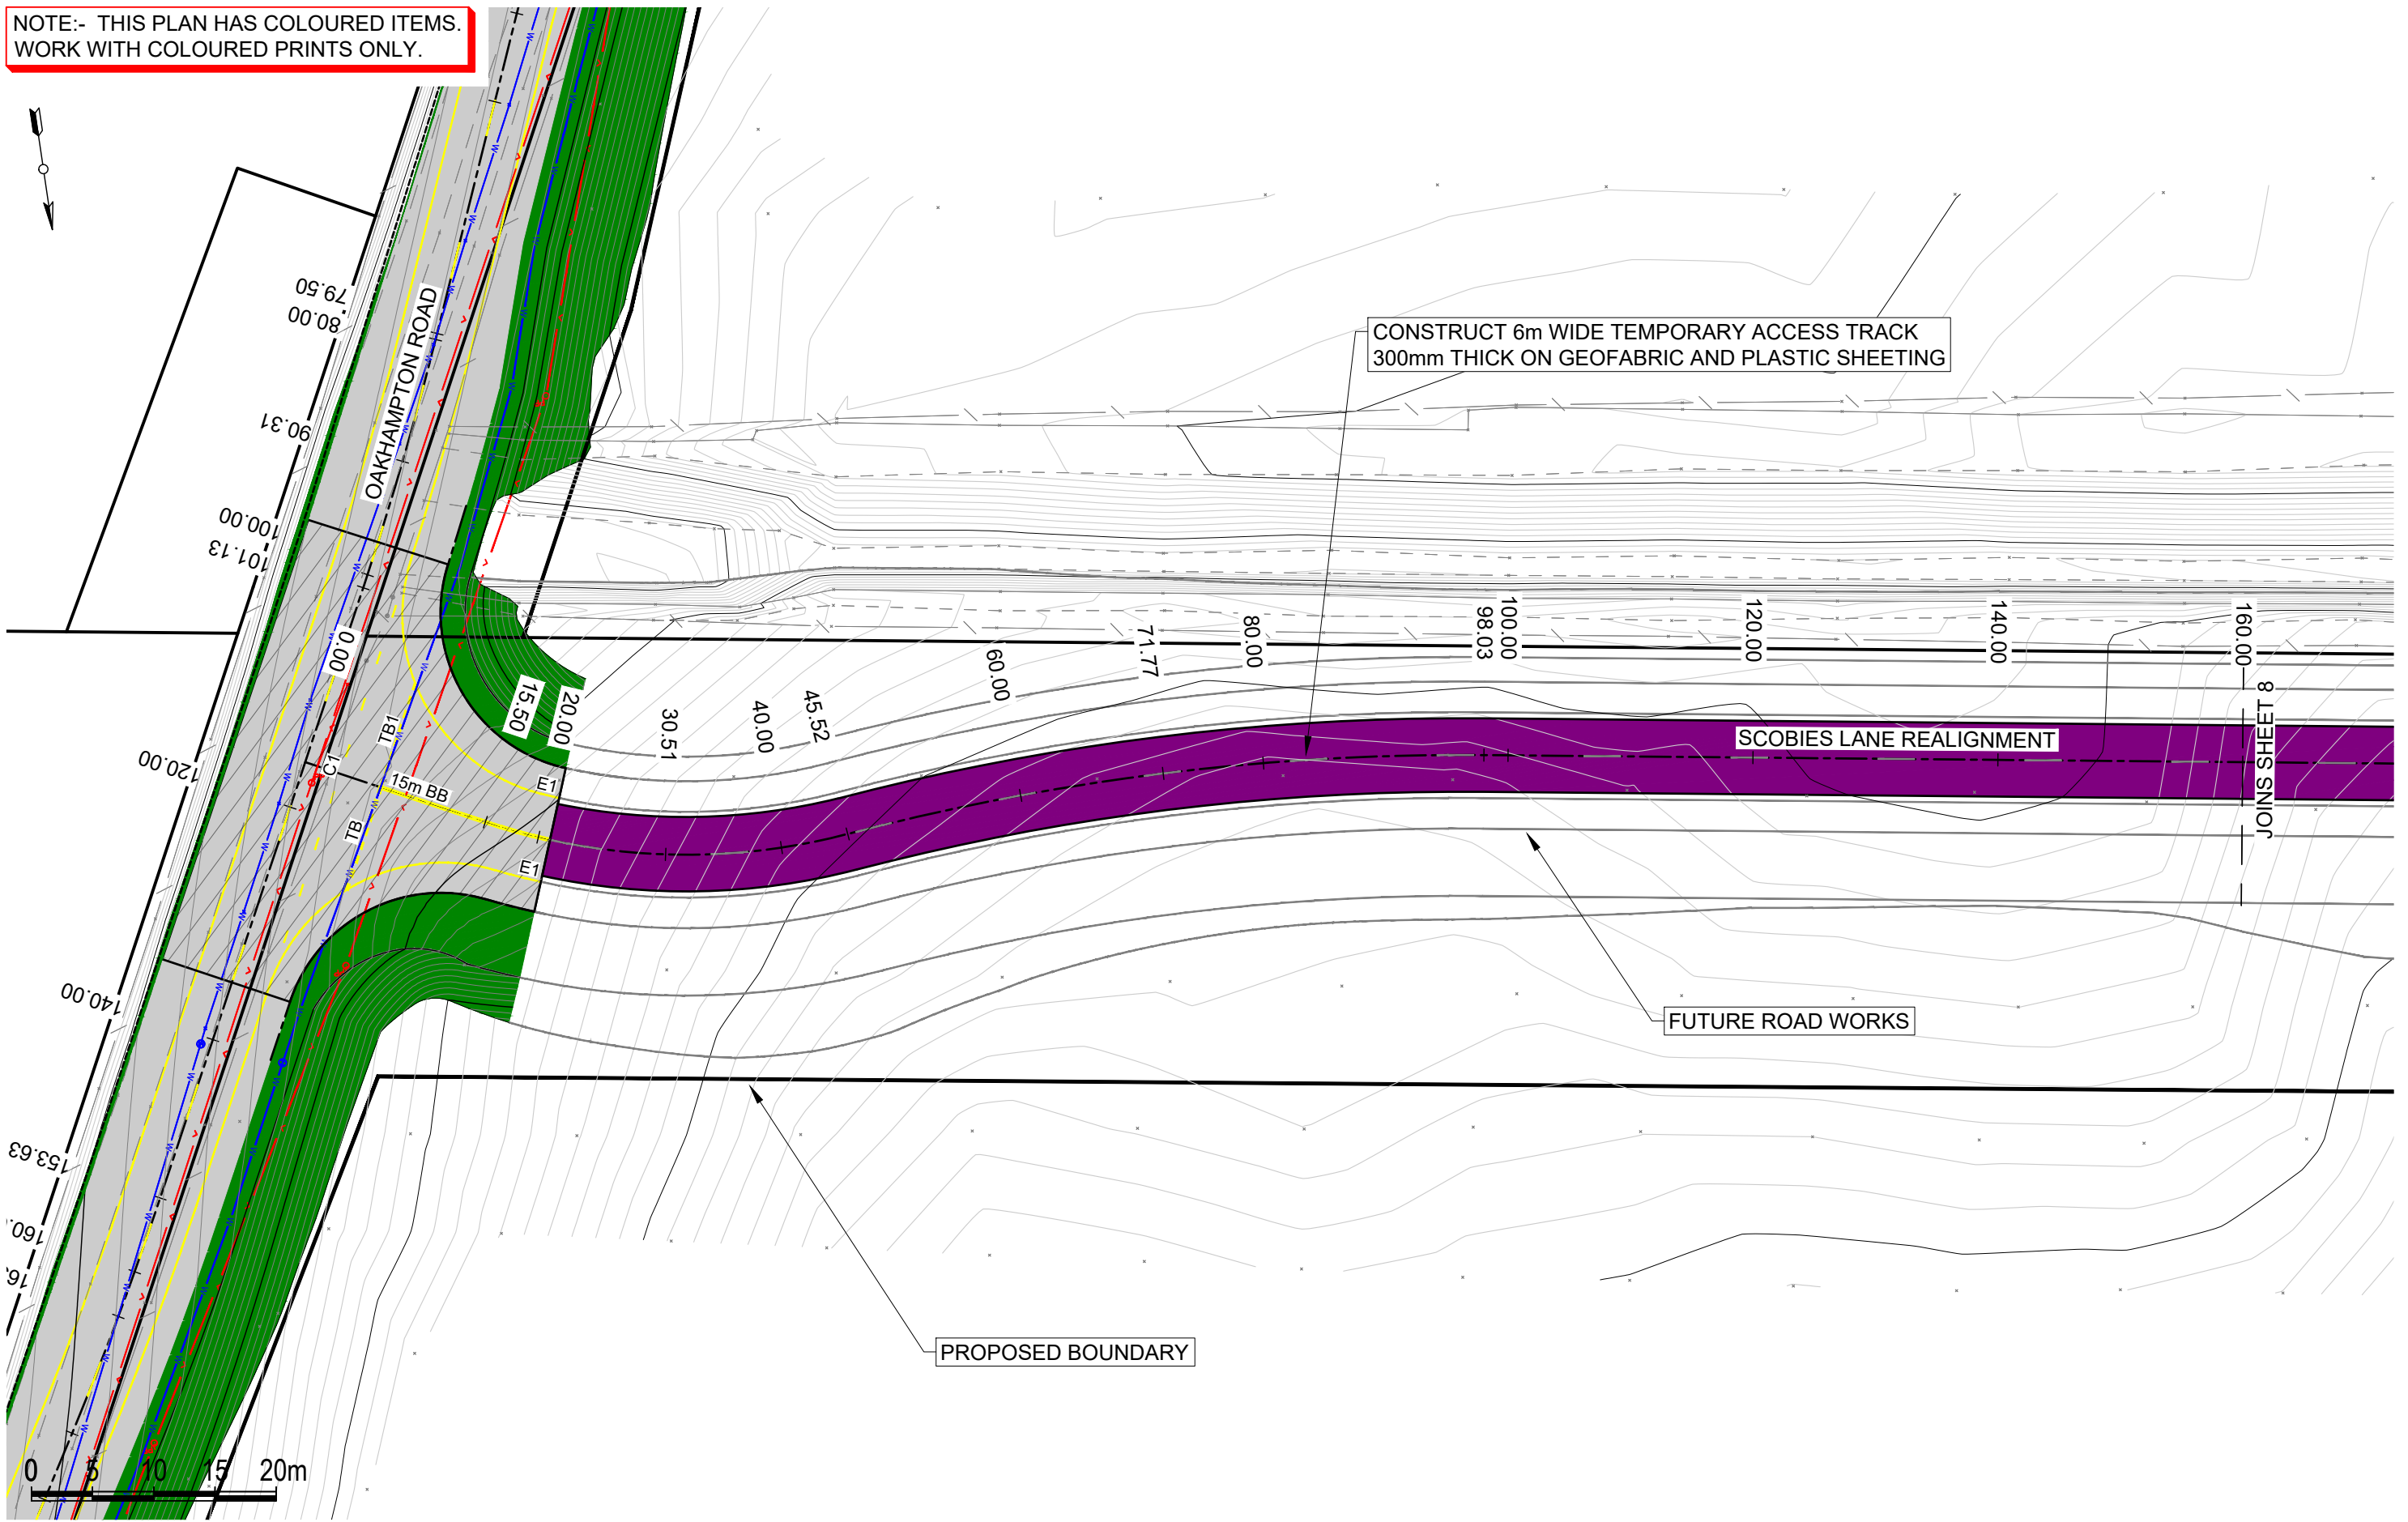 NOTE:-  THIS PLAN HAS COLOURED ITEMS.
WORK WITH COLOURED PRINTS ONLY.
79.50
80.00
OAKHAMPTON ROAD
90.31
100.00
101.13
120.00
140.00
153.63
CONSTRUCT 6m WIDE TEMPORARY ACCESS TRACK
300mm THICK ON GEOFABRIC AND PLASTIC SHEETING
0.00
15.50
20.00
30.51
40.00
45.52
60.00
71.77
80.00
98.03
100.00
120.00
140.00
160.00
JOINS SHEET 8
SCOBIES LANE REALIGNMENT
TB1
C1
15m BB
TB
E1
E1
FUTURE ROAD WORKS
PROPOSED BOUNDARY
0 5 10 15 20m